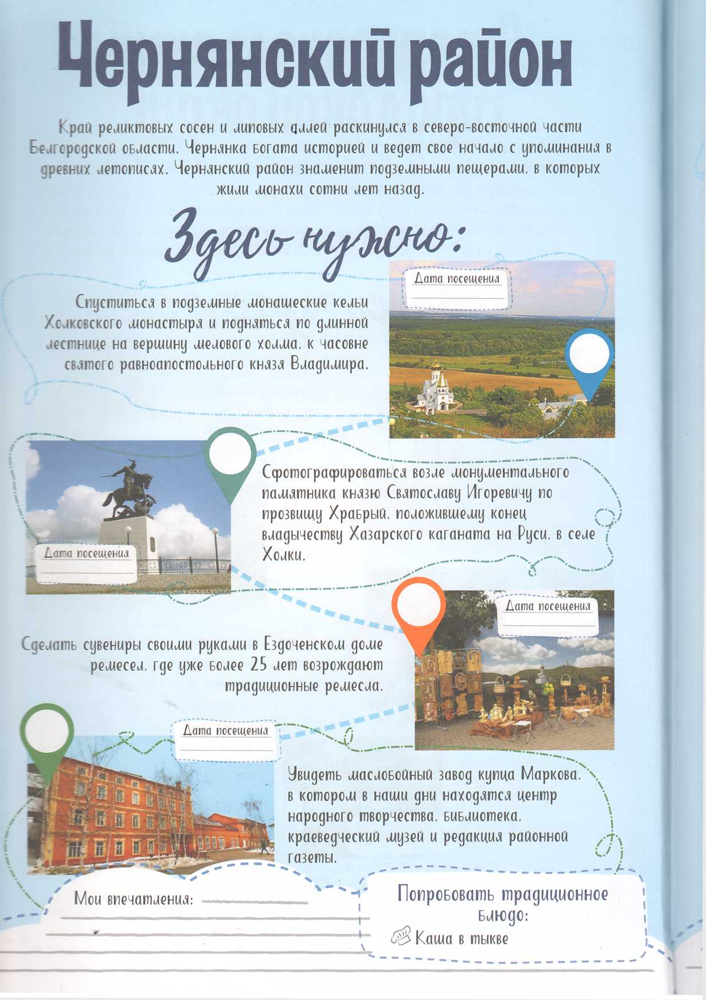 Чернянский район
Край реликтовых сосен и липовых аллей раскинулся в северо-восточной части
Белгородской области. Чернянка богата историей и ведет свое начало с упоминания в
древних летописях. Чернянский район знаменит подземными пещерами, в которых
жили монахи сотни лет назад.
Здесь нужно:
Дата посещения
Спуститься в подземные монашеские кельи
Холковского монастыря и подняться по длинной
лестнице на вершину мелового холма, к часовне
святого равноапостольного князя Владимира.
Сфотографироваться возле монументального
памятника князю Святославу Игоревичу по
прозвищу Храбрый, положившему конец
владычеству Хазарского каганата на Руси, в селе
Холки.
Дата посещения
Дата посещения
Сделать сувениры своими руками в Ездоченском доме
ремесел, где уже более 25 лет возрождают
традиционные ремесла.
Дата посещения
Увидеть маслобойный завод купца Маркова,
в котором в наши дни находятся центр
народного творчества, библиотека,
краеведческий музей и редакция районной
газеты.
Мои впечатления:
Попробовать традиционное
блюдо:
Каша в тыкве